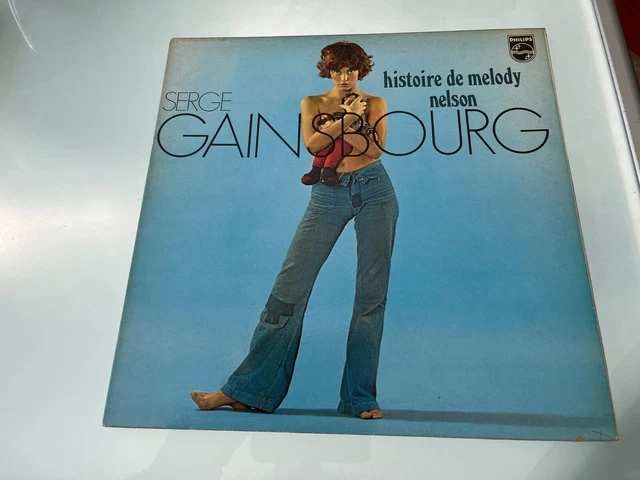 PHILIPS
histoire de melody
nelson
SERGE
GAINSBOURG